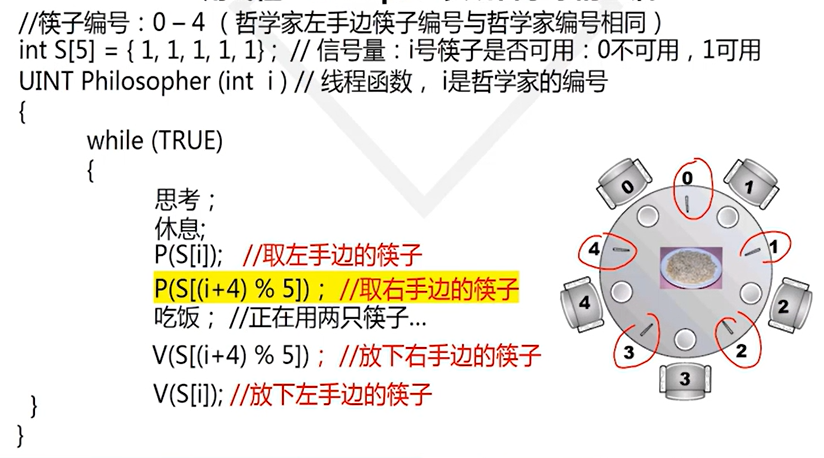 //筷子编号：0 – 4 （ 哲学家左手边筷子编号与哲学家编号相同 ）
int S[5] = { 1, 1, 1, 1, 1} ; // 信号量：i号筷子是否可用：0不可用，1可用
UINT Philosopher (int i ) // 线程函数， i是哲学家的编号
{
while (TRUE)
{
思考；
休息;
P(S[i]); //取左手边的筷子
P(S[(i+4) % 5])； //取右手边的筷子
吃饭； //正在用两只筷子...
V(S[(i+4) % 5])； //放下右手边的筷子
V(S[i]); //放下左手边的筷子
}
}
0
0
1
4
1
4
2
3
2
3